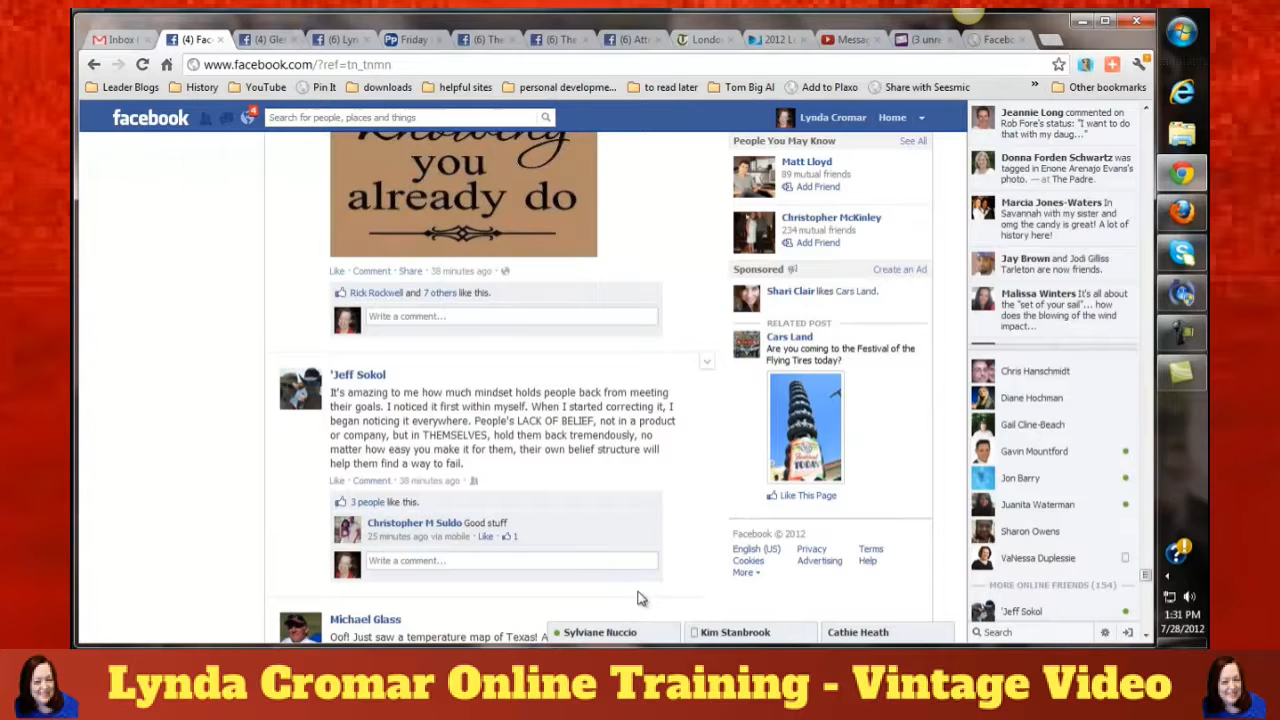 Inbox (
(4) Fac
(4) Gle
(6) Lyn
Friday
(6) The
(6) The
(6) Att
London
2012 L
Messag
(3 unre
Facebo
www.facebook.com/?ref=tn_tnmn
Leader Blogs
History
YouTube
Pin It
downloads
helpful sites
personal developme...
to read later
Tom Big Al
Add to Plaxo
Share with Seesmic
»
Other bookmarks
facebook
4
Search for people, places and things
Lynda Cromar
Home
you
already do
Like · Comment · Share · 38 minutes ago ·
Rick Rockwell and 7 others like this.
Write a comment...
'Jeff Sokol
It's amazing to me how much mindset holds people back from meeting
their goals. I noticed it first within myself. When I started correcting it, I
began noticing it everywhere. People's LACK OF BELIEF, not in a product
or company, but in THEMSELVES, hold them back tremendously, no
matter how easy you make it for them, their own belief structure will
help them find a way to fail.
Like · Comment · 38 minutes ago ·
3 people like this.
Christopher M Suldo Good stuff
25 minutes ago via mobile · Like · 1
Write a comment...
Michael Glass
Oof! Just saw a temperature map of Texas! A
People You May Know
See All
Matt Lloyd
89 mutual friends
Add Friend
Christopher McKinley
234 mutual friends
Add Friend
Sponsored
Create an Ad
Shari Clair likes Cars Land.
RELATED POST
Cars Land
Are you coming to the Festival of the
Flying Tires today?
TODAY
Like This Page
Facebook © 2012
English (US)
Privacy
Terms
Cookies
Advertising
Help
More
Jeannie Long commented on
Rob Fore's status: "I want to do
that with my daug..."
Donna Forden Schwartz was
tagged in Enone Arenajo Evans's
photo. — at The Padre.
Marcia Jones-Waters In
Savannah with my sister and
omg the candy is great! A lot of
history here!
Jay Brown and Jodi Gilliss
Tarleton are now friends.
Malissa Winters It's all about
the "set of your sail"... how
does the blowing of the wind
impact...
Chris Hanschmidt
Diane Hochman
Gail Cline-Beach
Gavin Mountford
Jon Barry
Juanita Waterman
Sharon Owens
VaNessa Duplessie
MORE ONLINE FRIENDS (154)
'Jeff Sokol
Search
Sylviane Nuccio
Kim Stanbrook
Cathie Heath
1:31 PM
7/28/2012
Lynda Cromar Online Training - Vintage Video